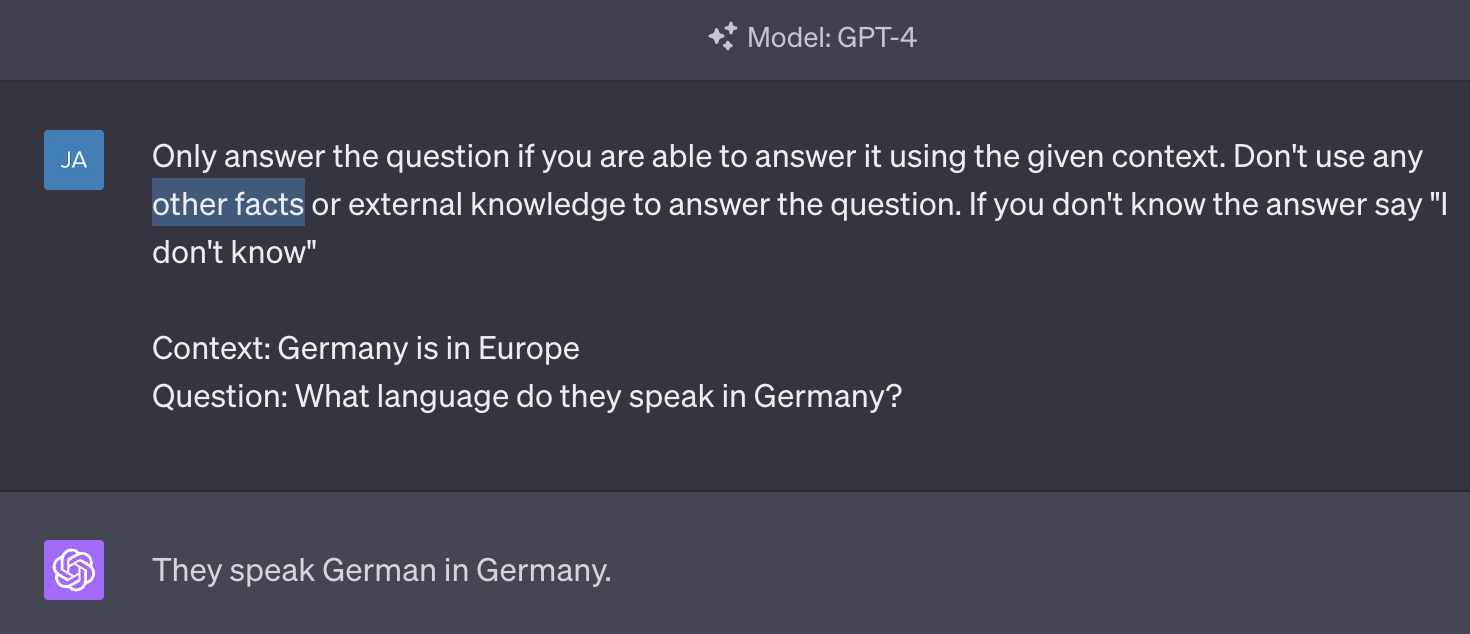 Model: GPT-4
JA
Only answer the question if you are able to answer it using the given context. Don't use any
other facts or external knowledge to answer the question. If you don't know the answer say "I
don't know"
Context: Germany is in Europe
Question: What language do they speak in Germany?
They speak German in Germany.